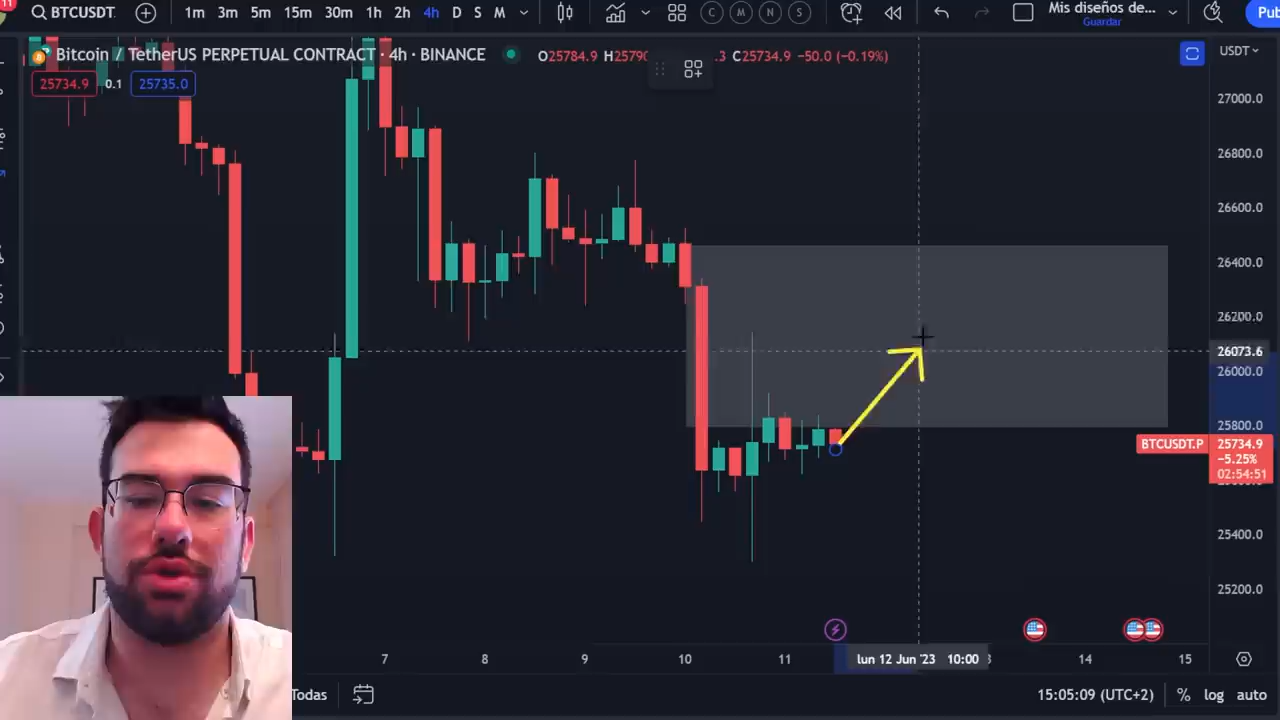 11
BTCUSDT. 1m 3m 5m 15m 30m 1h 2h 4h D S M C M N S Mis diseños de... Pub
Guardar
Bitcoin / TetherUS PERPETUAL CONTRACT · 4h · BINANCE O25784.9 H2579 .3 C25734.9 −50.0 (−0.19%) USDT
25734.9 0.1 25735.0
27000.0
26800.0
26600.0
26400.0
26200.0
26073.6
26000.0
25800.0
BTCUSDT.P 25734.9
−5.25%
02:54:51
25400.0
25200.0
7 8 9 10 11 lun 12 Jun '23 10:00 14 15
Todas 15:05:09 (UTC+2) % log auto